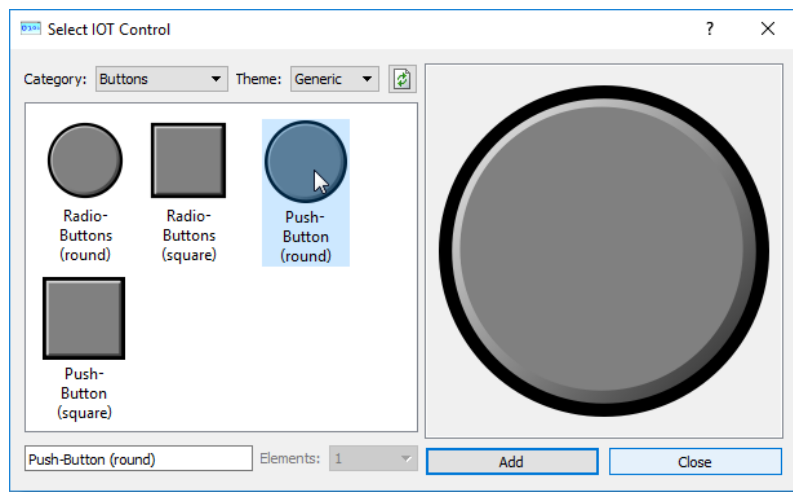 Select IOT Control
?
Category: Buttons Theme: Generic
Radio-
Buttons
(round)
Radio-
Buttons
(square)
Push-
Button
(round)
Push-
Button
(square)
Push-Button (round) Elements: 1 Add Close